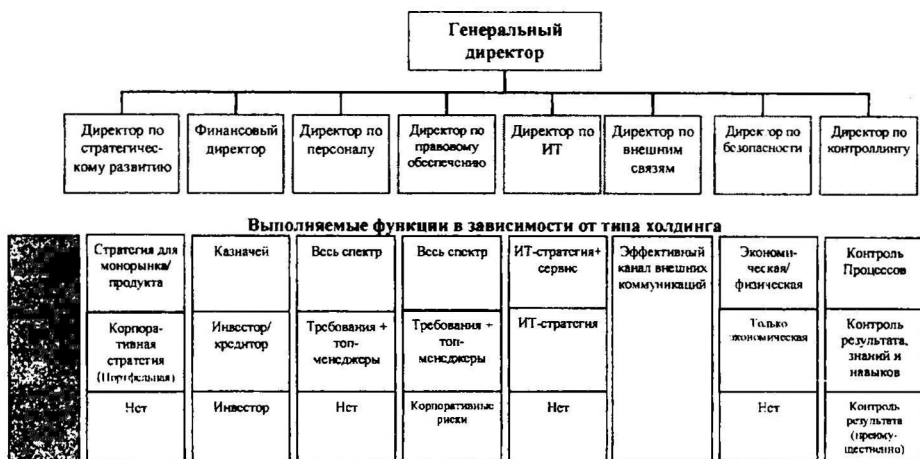 Генеральный
директор
Директор по
стратегичес-
кому развитию
Финансовый
директор
Директор по
персоналу
Директор по
правовому
обеспечению
Директор по
ИТ
Директор по
внешним
связям
Директор по
безопасности
Директор по
контроллингу
Выполняемые функции в зависимости от типа холдинга
Стратегия для
монорынка/
продукта
Казначей
Весь спектр
Весь спектр
ИТ-стратегия+
сервис
Эффективный
канал внешних
коммуникаций
Экономи-
ческая/
физическая
Контроль
Процессов
Корпора-
тивная
стратегия
(Портфельная)
Инвестор/
кредитор
Требования +
топ-
менеджеры
Требования +
топ-
менеджеры
ИТ-стратегия
Только
экономическая
Контроль
результата,
знаний и
навыков
Нет
Инвестор
Нет
Корпоративные
риски
Нет
Нет
Контроль
результата
(преиму-
щественно)